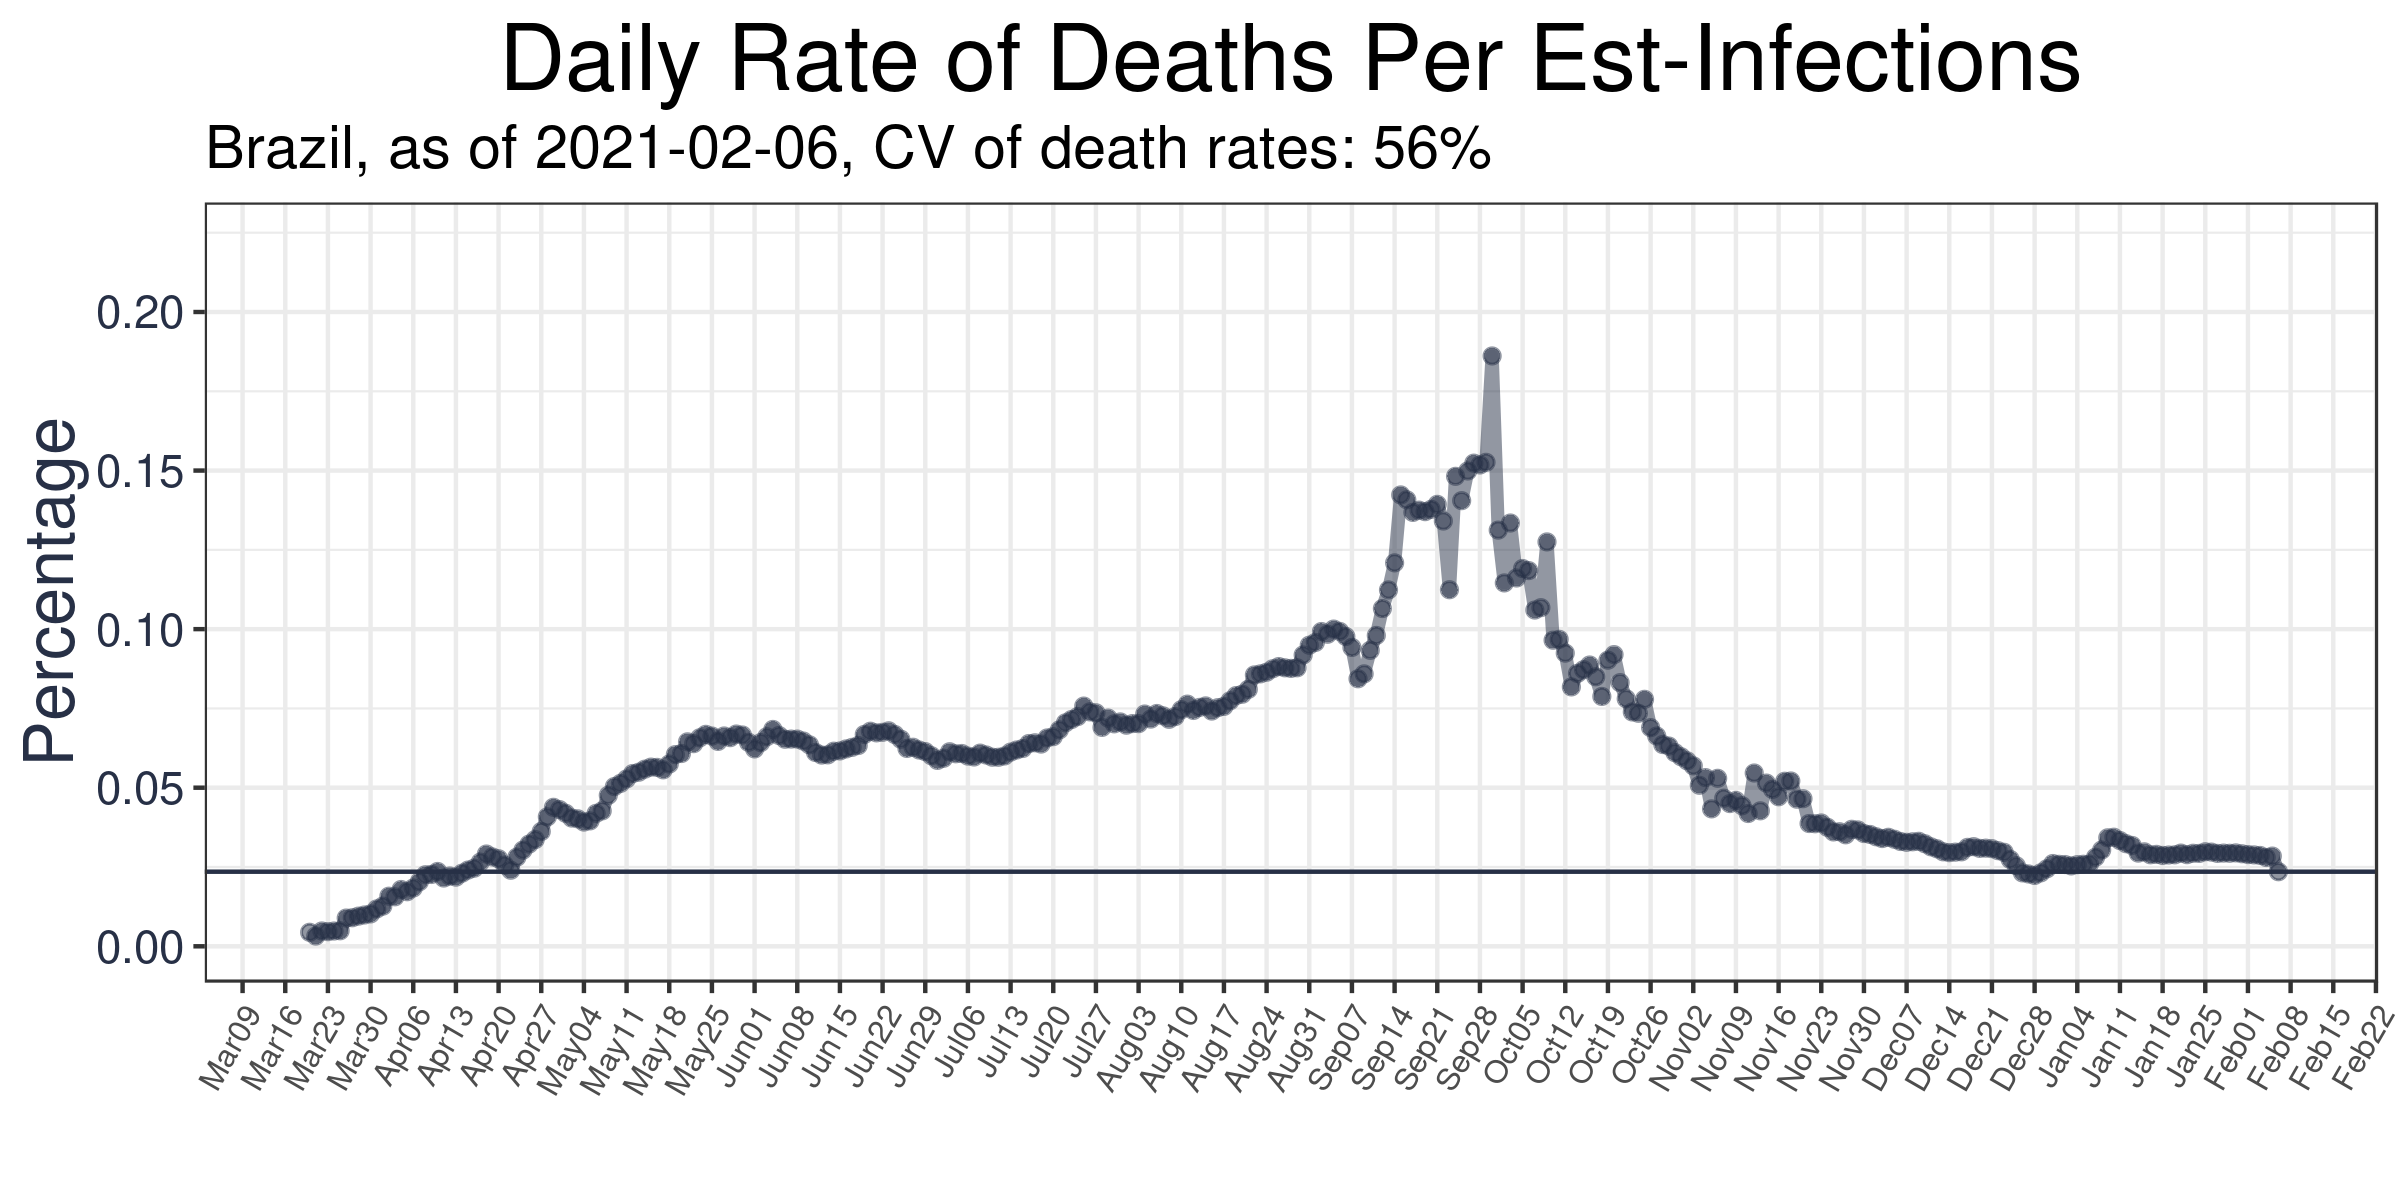 Daily Rate of Deaths Per Est-Infections
Brazil, as of 2021-02-06, CV of death rates: 56%
Percentage
0.20
0.15
0.10
0.05
0.00
Mar09
Mar16
Mar23
Mar30
Apr06
Apr13
Apr20
Apr27
May04
May11
May18
May25
Jun01
Jun08
Jun15
Jun22
Jun29
Jul06
Jul13
Jul20
Jul27
Aug03
Aug10
Aug17
Aug24
Aug31
Sep07
Sep14
Sep21
Sep28
Oct05
Oct12
Oct19
Oct26
Nov02
Nov09
Nov16
Nov23
Nov30
Dec07
Dec14
Dec21
Dec28
Jan04
Jan11
Jan18
Jan25
Feb01
Feb08
Feb15
Feb22